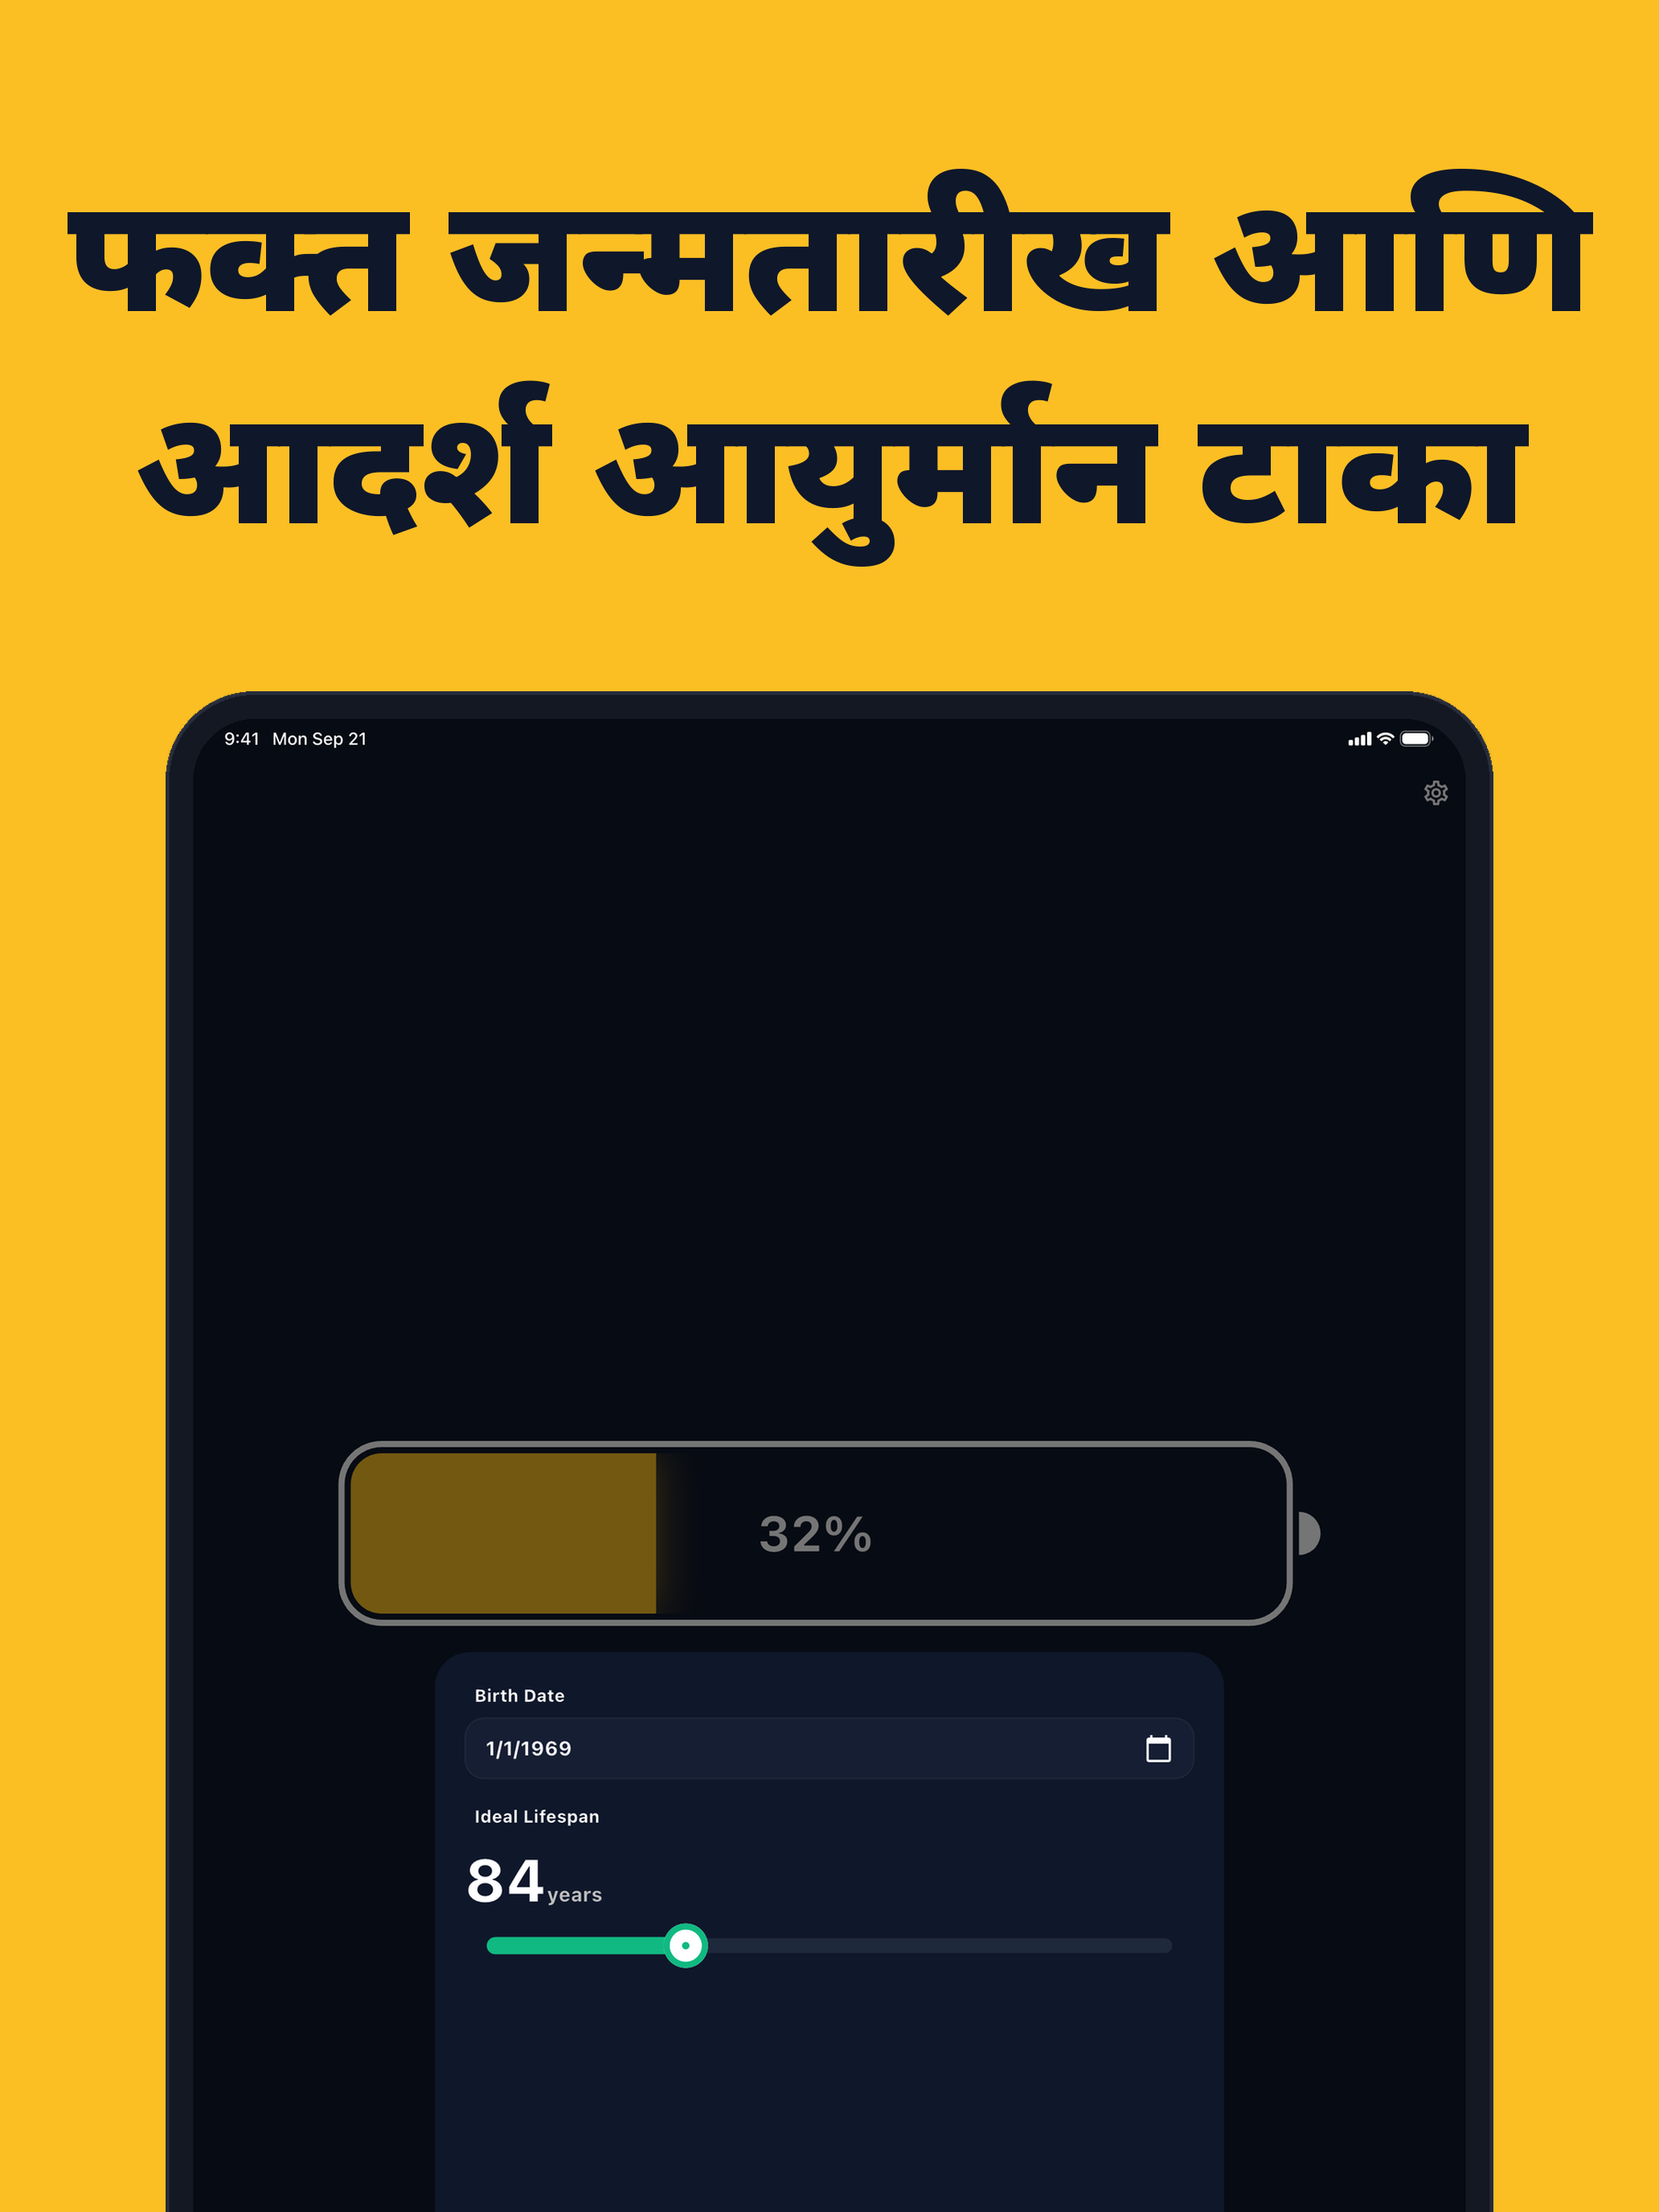 फक्त जन्मतारीख आणि
आदर्श आयुर्मान टाका
9:41 Mon Sep 21
32%
Birth Date
1/1/1969
Ideal Lifespan
84 years